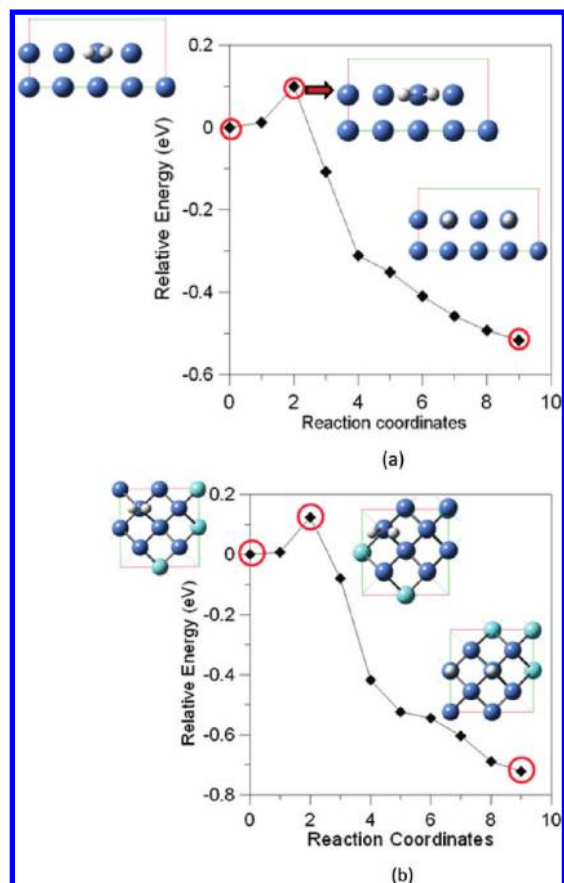 0.2
0
-0.2
-0.4
-0.6
Relative Energy (eV)
0 2 4 6 8 10
Reaction coordinates
(a)
0.2
0
-0.2
-0.4
-0.6
-0.8
Relative Energy (eV)
0 2 4 6 8 10
Reaction Coordinates
(b)